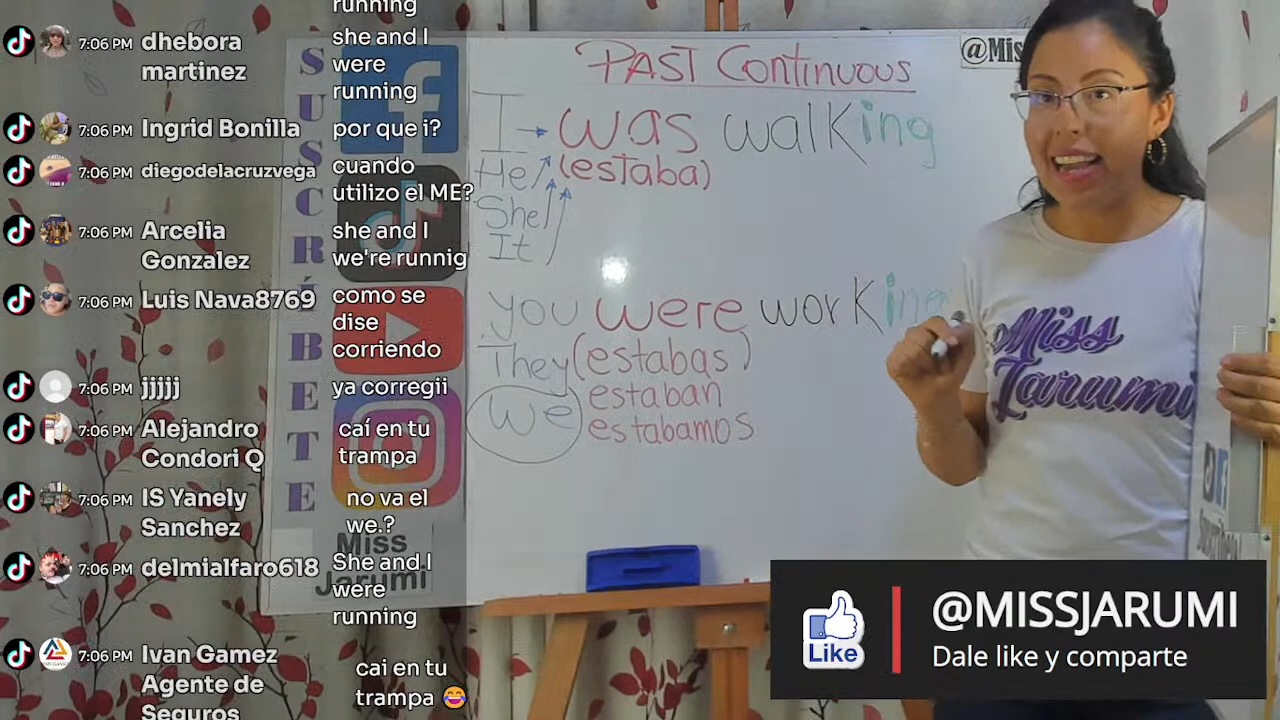 running
7:06 PM dhebora martinez
she and I
were
running
7:06 PM Ingrid Bonilla
por que i?
7:06 PM diegodelacruzvega
cuando
utilizo el ME?
7:06 PM Arcelia
Gonzalez
she and I
we're runnig
7:06 PM Luis Nava8769
como se
dise
corriendo
7:06 PM jjjjj
ya corregii
7:06 PM Alejandro
Condori Q
caí en tu
trampa
7:06 PM IS Yanely
Sanchez
no va el
we.?
7:06 PM delmialfaro618
She and I
were
running
7:06 PM Ivan Gamez
Agente de
Seguros
cai en tu
trampa 😂
SUSCRÍBETE
Miss
Jarumi
PAST Continuous
I → was walking
He (estaba)
She
It
you were working
They (estabas)
estaban
We estabamos
@Mis
Miss
Jarumi
Like
@MISSJARUMI
Dale like y comparte